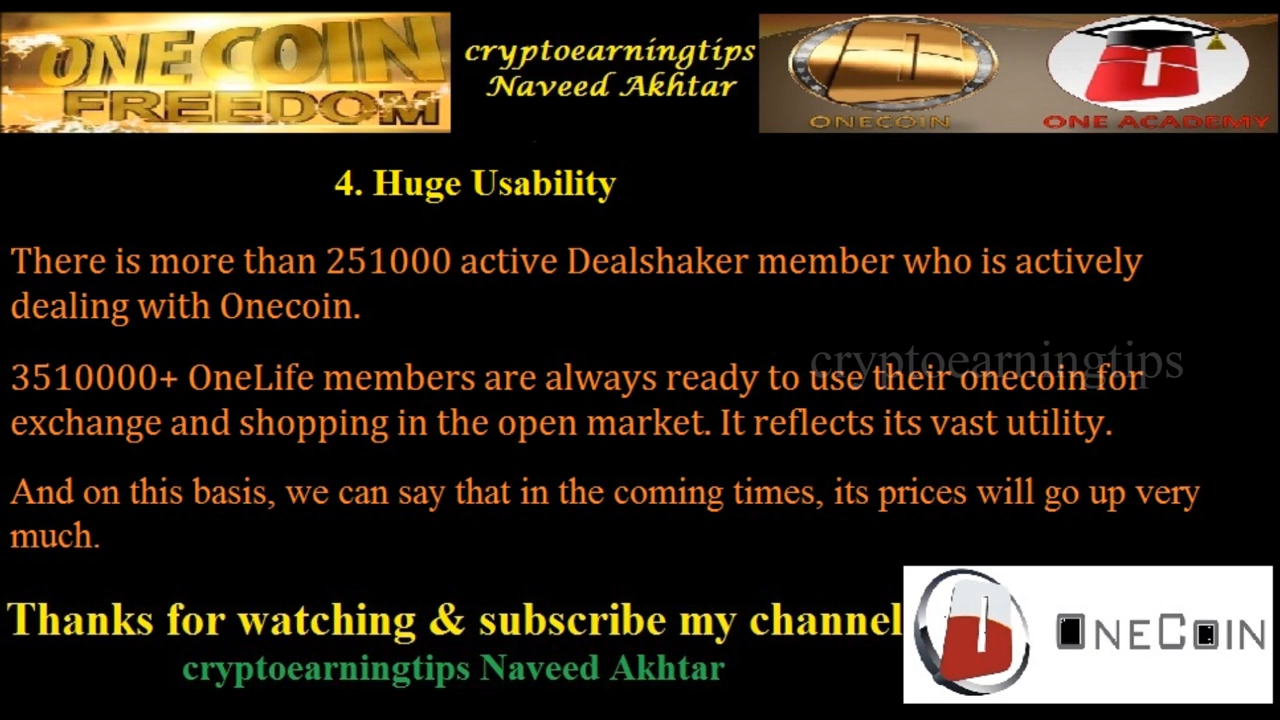 ONE COIN
FREEDOM
cryptoearningtips
Naveed Akhtar
ONECOIN
ONE ACADEMY
4. Huge Usability
There is more than 251000 active Dealshaker member who is actively
dealing with Onecoin.
cryptoearningtips
3510000+ OneLife members are always ready to use their onecoin for
exchange and shopping in the open market. It reflects its vast utility.
And on this basis, we can say that in the coming times, its prices will go up very
much.
Thanks for watching & subscribe my channel
cryptoearningtips Naveed Akhtar
ONECOIN